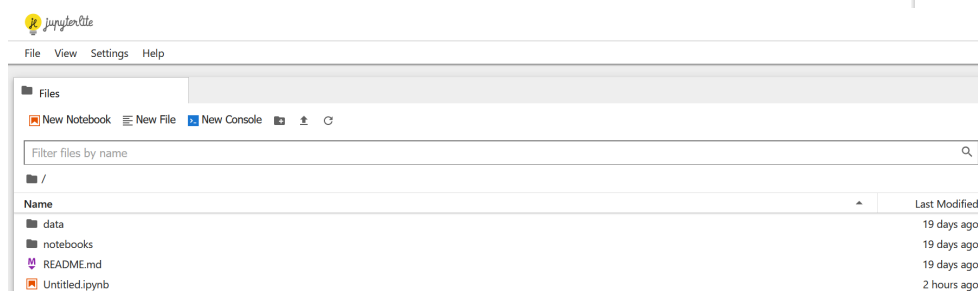 jupyterlite
File View Settings Help
Files
New Notebook New File New Console
Filter files by name
/
Name Last Modified
data 19 days ago
notebooks 19 days ago
README.md 19 days ago
Untitled.ipynb 2 hours ago